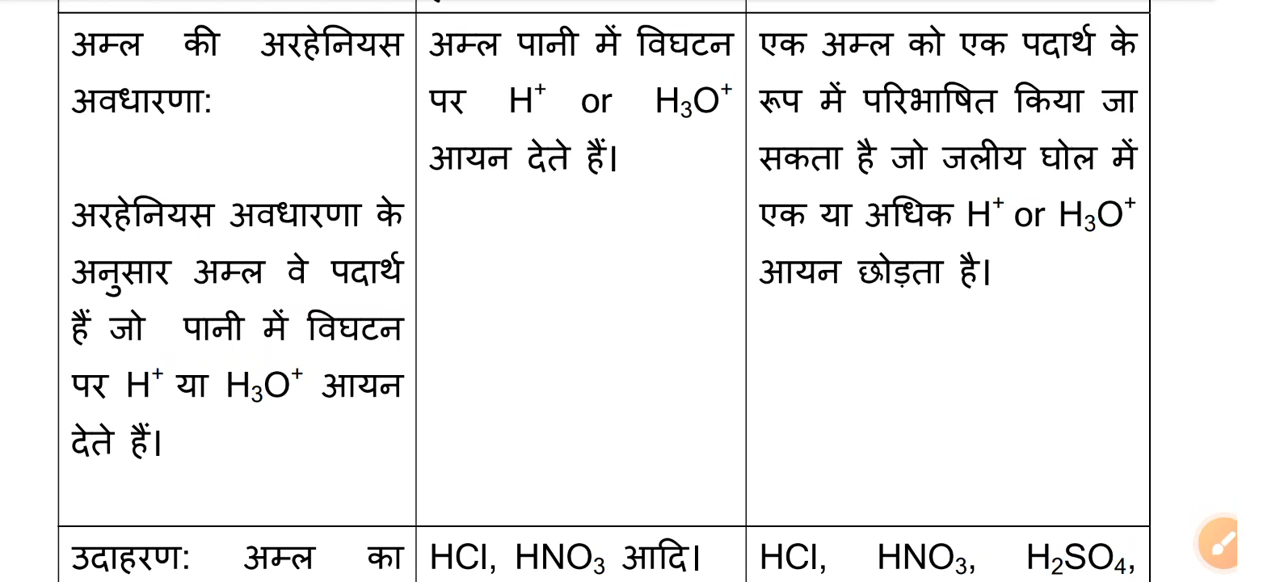 अम्ल की अरहेनियस
अवधारणा:
अरहेनियस अवधारणा के
अनुसार अम्ल वे पदार्थ
हैं जो पानी में विघटन
पर H⁺ या H₃O⁺ आयन
देते हैं।
अम्ल पानी में विघटन
पर H⁺ or H₃O⁺
आयन देते हैं।
एक अम्ल को एक पदार्थ के
रूप में परिभाषित किया जा
सकता है जो जलीय घोल में
एक या अधिक H⁺ or H₃O⁺
आयन छोड़ता है।
उदाहरण: अम्ल का
HCl, HNO₃ आदि।
HCl, HNO₃, H₂SO₄,